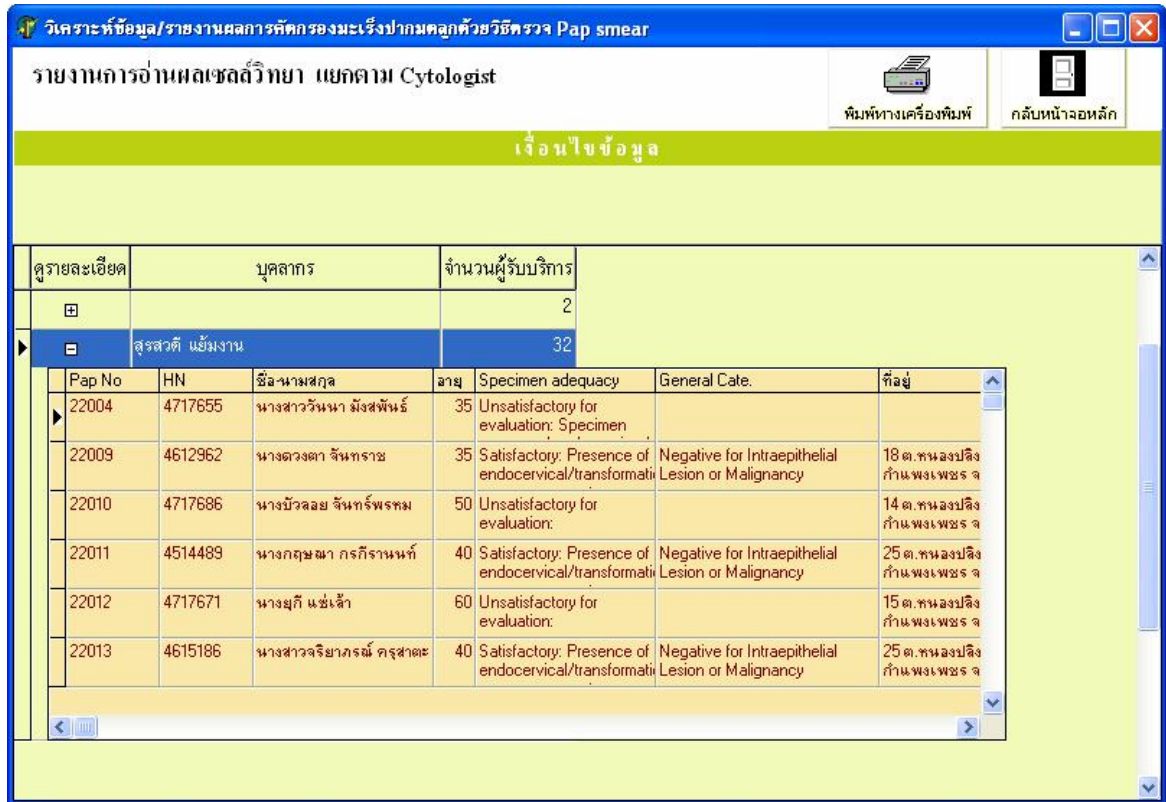 วิเคราะห์ข้อมูล/รายงานผลการคัดกรองมะเร็งปากมดลูกด้วยวิธีตรวจ Pap smear
รายงานการอ่านผลเซลล์วิทยา แยกตาม Cytologist
พิมพ์ทางเครื่องพิมพ์
กลับหน้าจอหลัก
เงื่อนไขข้อมูล
ดูรายละเอียด บุคลากร จำนวนผู้รับบริการ
2
สุรสวดี แย้มงาน 32
Pap No HN ชื่อ-นามสกุล อายุ Specimen adequacy General Cate. ที่อยู่
22004 4717655 นางสาววันนา มังสพันธ์ 35 Unsatisfactory for
evaluation: Specimen
22009 4612962 นางดวงตา จันทราช 35 Satisfactory: Presence of Negative for Intraepithelial 18 ต.หนองปลิง
endocervical/transformati Lesion or Malignancy กำแพงเพชร จ
22010 4717686 นางบัวลอย จันทร์พรหม 50 Unsatisfactory for 14 ต.หนองปลิง
evaluation: กำแพงเพชร จ
22011 4514489 นางกฤษณา 40 Satisfactory: Presence of Negative for Intraepithelial 25 ต.หนองปลิง
endocervical/transformati Lesion or Malignancy กำแพงเพชร จ
22012 4717671 60 Unsatisfactory for 15 ต.หนองปลิง
evaluation: กำแพงเพชร จ
22013 4615186 นางสาวจริยาภรณ์ ครุสาตะ 40 Satisfactory: Presence of Negative for Intraepithelial 25 ต.หนองปลิง
endocervical/transformati Lesion or Malignancy กำแพงเพชร จ